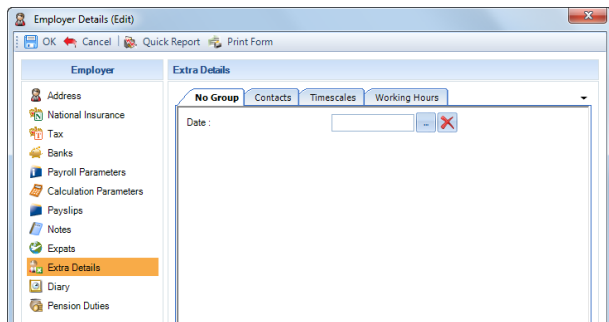 Employer Details (Edit)
OK Cancel Quick Report Print Form
Employer
Extra Details
Address
National Insurance
Tax
Banks
Payroll Parameters
Calculation Parameters
Payslips
Notes
Expats
Extra Details
Diary
Pension Duties
No Group Contacts Timescales Working Hours
Date :
...